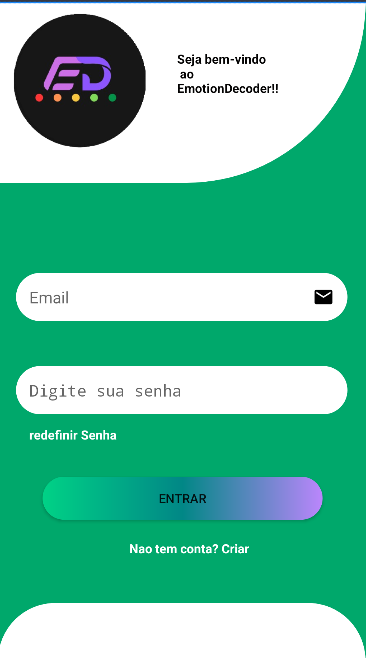 ED
Seja bem-vindo
ao
EmotionDecoder!!
Email
Digite sua senha
redefinir Senha
ENTRAR
Nao tem conta? Criar